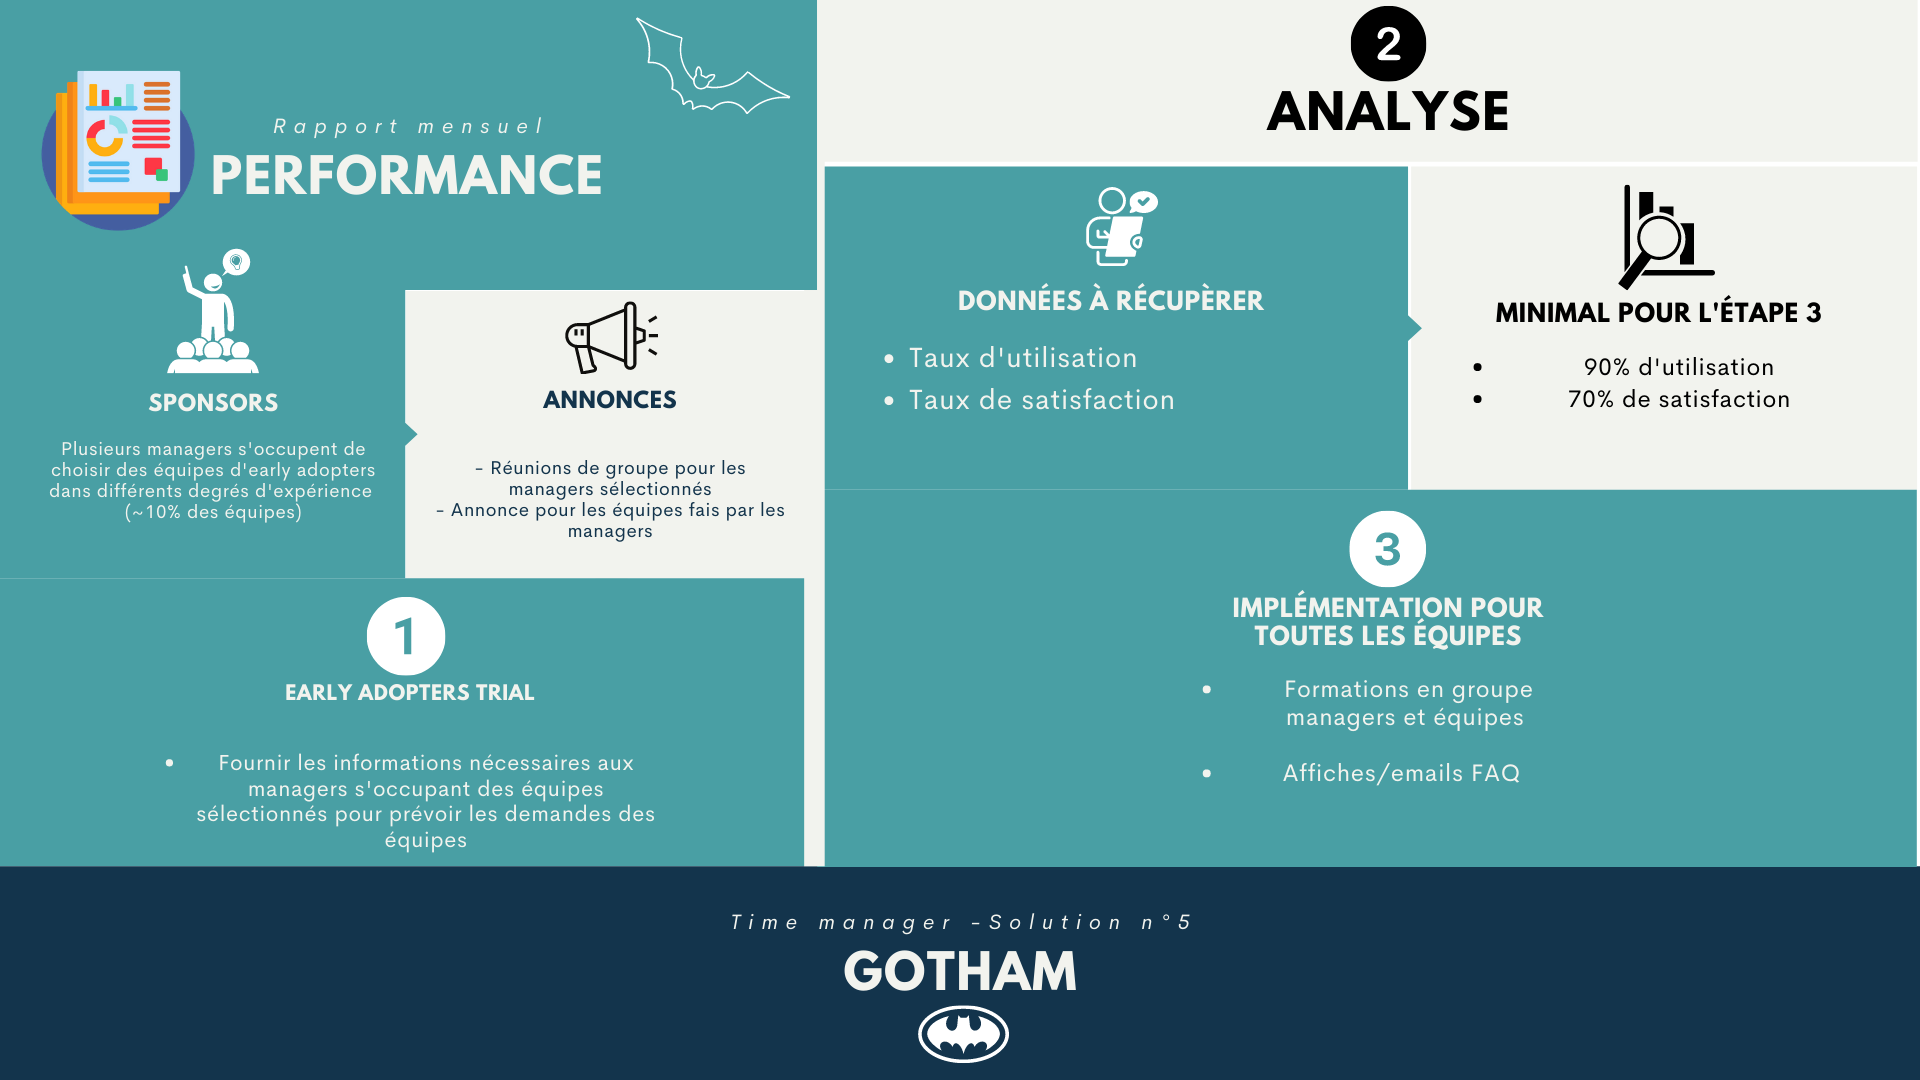 Rapport mensuel
PERFORMANCE
SPONSORS
Plusieurs managers s'occupent de
choisir des équipes d'early adopters
dans différents degrés d'expérience
(~10% des équipes)
ANNONCES
- Réunions de groupe pour les
managers sélectionnés
- Annonce pour les équipes fais par les
managers
1
EARLY ADOPTERS TRIAL
• Fournir les informations nécessaires aux
managers s'occupant des équipes
sélectionnés pour prévoir les demandes des
équipes
2
ANALYSE
DONNÉES À RÉCUPÈRER
• Taux d'utilisation
• Taux de satisfaction
MINIMAL POUR L'ÉTAPE 3
• 90% d'utilisation
• 70% de satisfaction
3
IMPLÉMENTATION POUR
TOUTES LES ÉQUIPES
• Formations en groupe
managers et équipes
• Affiches/emails FAQ
Time manager -Solution n°5
GOTHAM